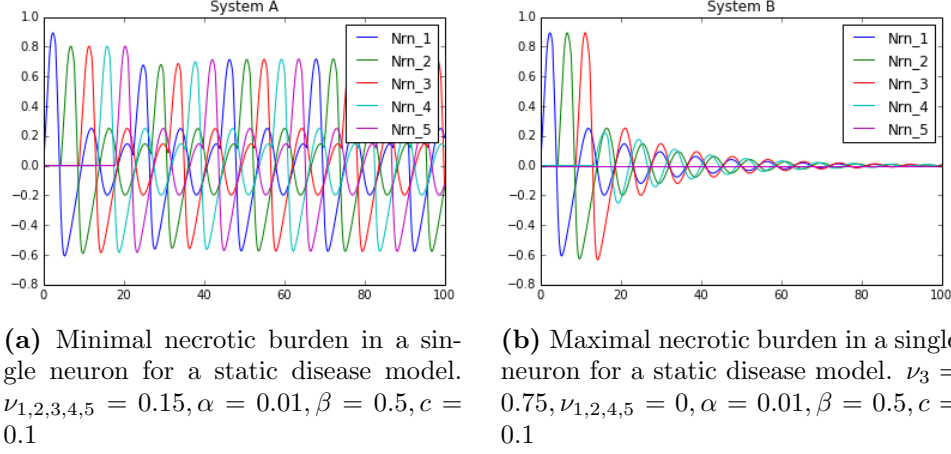 System A
1.0
0.8
0.6
0.4
0.2
0.0
−0.2
−0.4
−0.6
−0.8
0
20
40
60
80
100
Nrn_1
Nrn_2
Nrn_3
Nrn_4
Nrn_5
System B
1.0
0.8
0.6
0.4
0.2
0.0
−0.2
−0.4
−0.6
−0.8
0
20
40
60
80
100
Nrn_1
Nrn_2
Nrn_3
Nrn_4
Nrn_5
(a) Minimal necrotic burden in a sin-
gle neuron for a static disease model.
ν1,2,3,4,5 = 0.15, α = 0.01, β = 0.5, c =
0.1
(b) Maximal necrotic burden in a single
neuron for a static disease model. ν3 =
0.75, ν1,2,4,5 = 0, α = 0.01, β = 0.5, c =
0.1